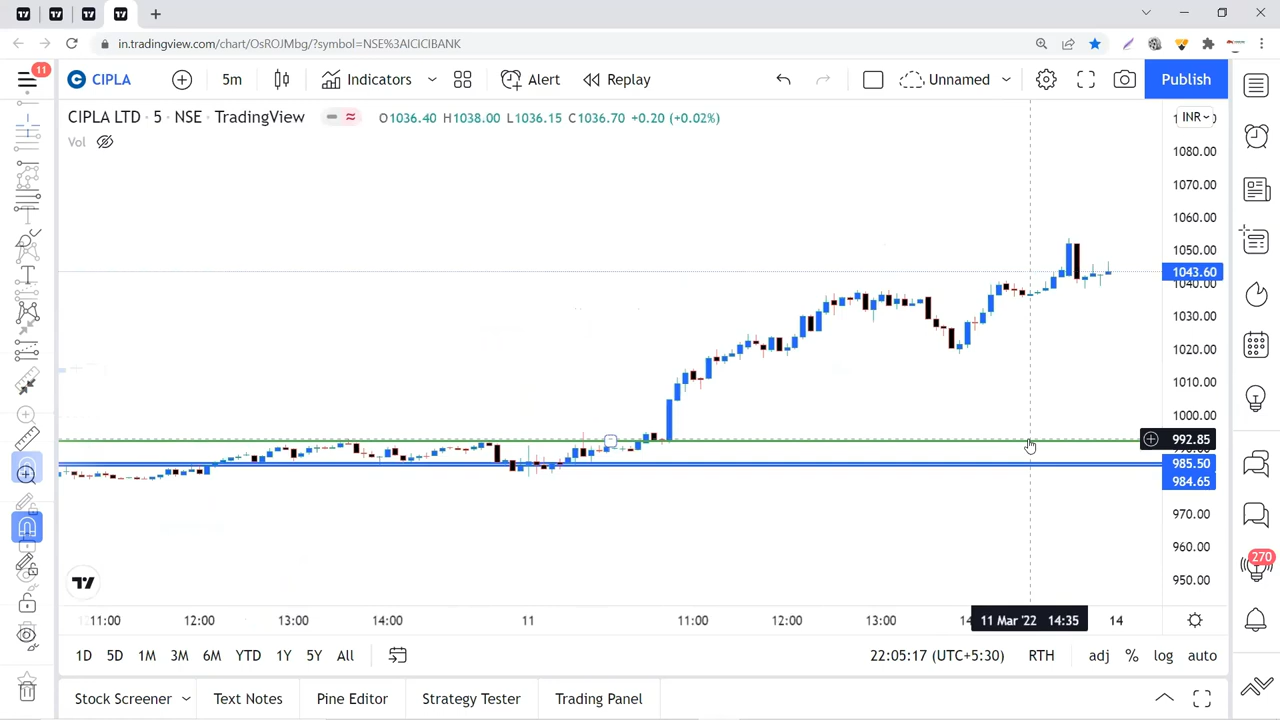 in.tradingview.com/chart/OsROJMbg/?symbol=NSE%3AICICIBANK
11
CIPLA
5m
Indicators
Alert
Replay
Unnamed
Publish
CIPLA LTD · 5 · NSE · TradingView
O1036.40 H1038.00 L1036.15 C1036.70 +0.20 (+0.02%)
INR
Vol
1080.00
1070.00
1060.00
1050.00
1043.60
1040.00
1030.00
1020.00
1010.00
1000.00
992.85
985.50
984.65
970.00
960.00
950.00
270
11:00
12:00
13:00
14:00
11
11:00
12:00
13:00
11 Mar '22 14:35
14
1D
5D
1M
3M
6M
YTD
1Y
5Y
All
22:05:17 (UTC+5:30)
RTH
adj
%
log
auto
Stock Screener
Text Notes
Pine Editor
Strategy Tester
Trading Panel